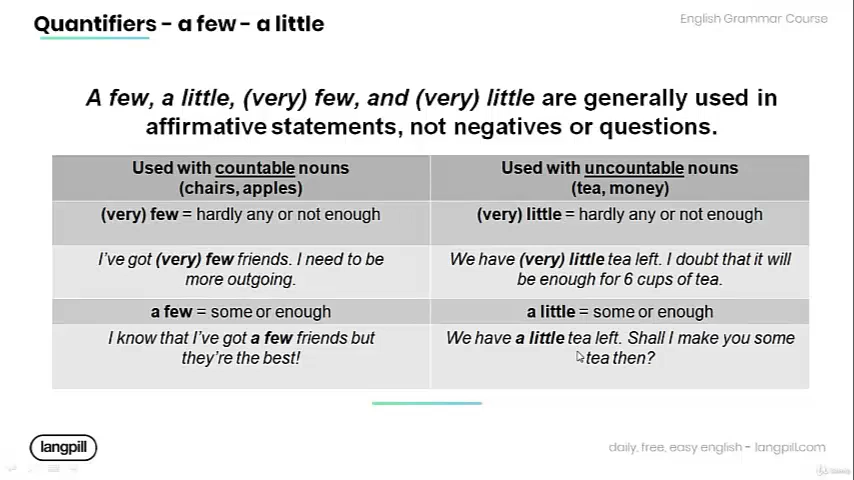 Quantifiers - a few - a little
English Grammar Course
A few, a little, (very) few, and (very) little are generally used in
affirmative statements, not negatives or questions.
Used with countable nouns
(chairs, apples)
Used with uncountable nouns
(tea, money)
(very) few = hardly any or not enough
(very) little = hardly any or not enough
I've got (very) few friends. I need to be
more outgoing.
We have (very) little tea left. I doubt that it will
be enough for 6 cups of tea.
a few = some or enough
a little = some or enough
I know that I've got a few friends but
they're the best!
We have a little tea left. Shall I make you some
tea then?
langpill
daily, free, easy english - langpill.com
Udemy